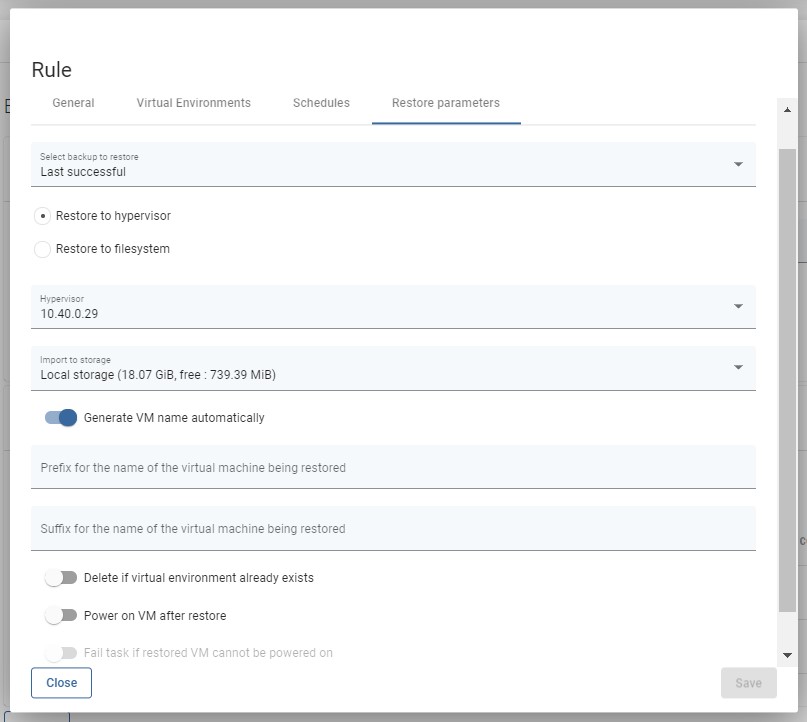 Rule
General Virtual Environments Schedules Restore parameters
Select backup to restore
Last successful
Restore to hypervisor
Restore to filesystem
Hypervisor
10.40.0.29
Import to storage
Local storage (18.07 GiB, free : 739.39 MiB)
Generate VM name automatically
Prefix for the name of the virtual machine being restored
Suffix for the name of the virtual machine being restored
Delete if virtual environment already exists
Power on VM after restore
Fail task if restored VM cannot be powered on
Close Save